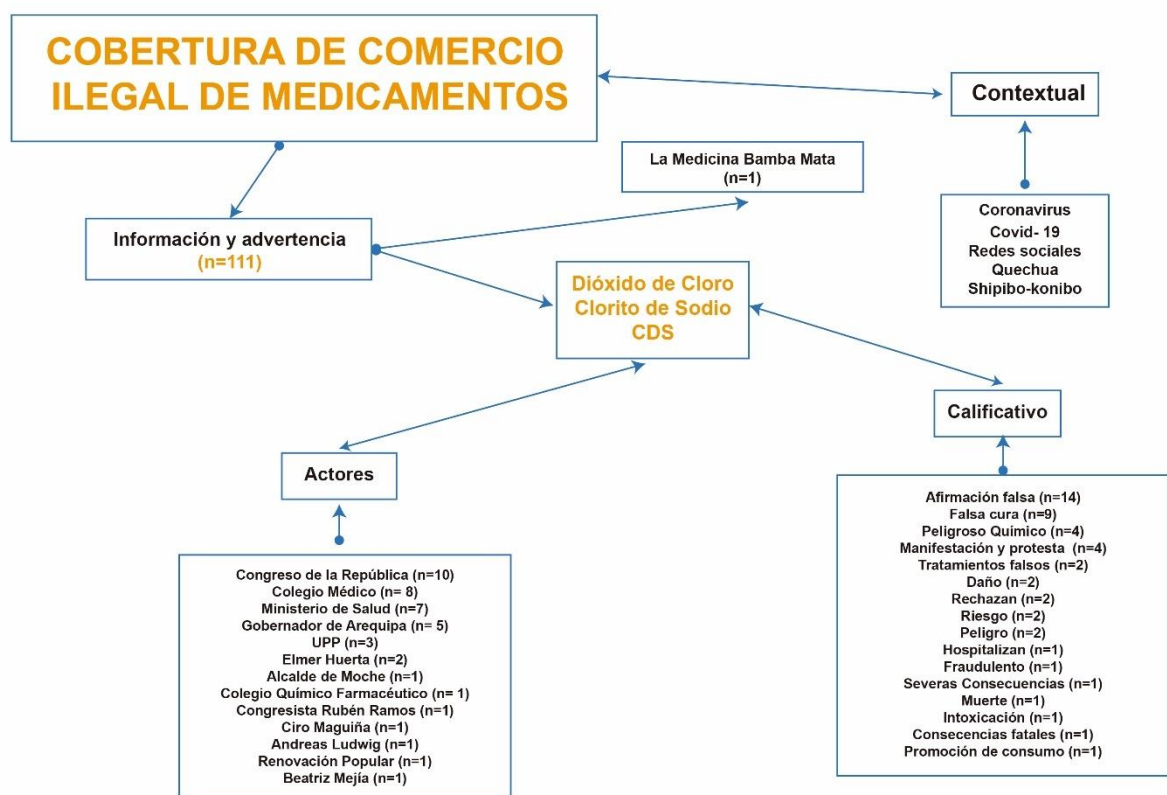 COBERTURA DE COMERCIO
ILEGAL DE MEDICAMENTOS
Contextual
La Medicina Bamba Mata
(n=1)
Coronavirus
Covid- 19
Redes sociales
Quechua
Shipibo-konibo
Información y advertencia
(n=111)
Dióxido de Cloro
Clorito de Sodio
CDS
Calificativo
Actores
Afirmación falsa (n=14)
Falsa cura (n=9)
Peligroso Químico (n=4)
Manifestación y protesta (n=4)
Tratamientos falsos (n=2)
Daño (n=2)
Rechazan (n=2)
Riesgo (n=2)
Peligro (n=2)
Hospitalizan (n=1)
Fraudulento (n=1)
Severas Consecuencias (n=1)
Muerte (n=1)
Intoxicación (n=1)
Consecencias fatales (n=1)
Promoción de consumo (n=1)
Congreso de la República (n=10)
Colegio Médico (n= 8)
Ministerio de Salud (n=7)
Gobernador de Arequipa (n= 5)
UPP (n=3)
Elmer Huerta (n=2)
Alcalde de Moche (n=1)
Colegio Químico Farmacéutico (n= 1)
Congresista Rubén Ramos (n=1)
Ciro Maguiña (n=1)
Andreas Ludwig (n=1)
Renovación Popular (n=1)
Beatriz Mejía (n=1)